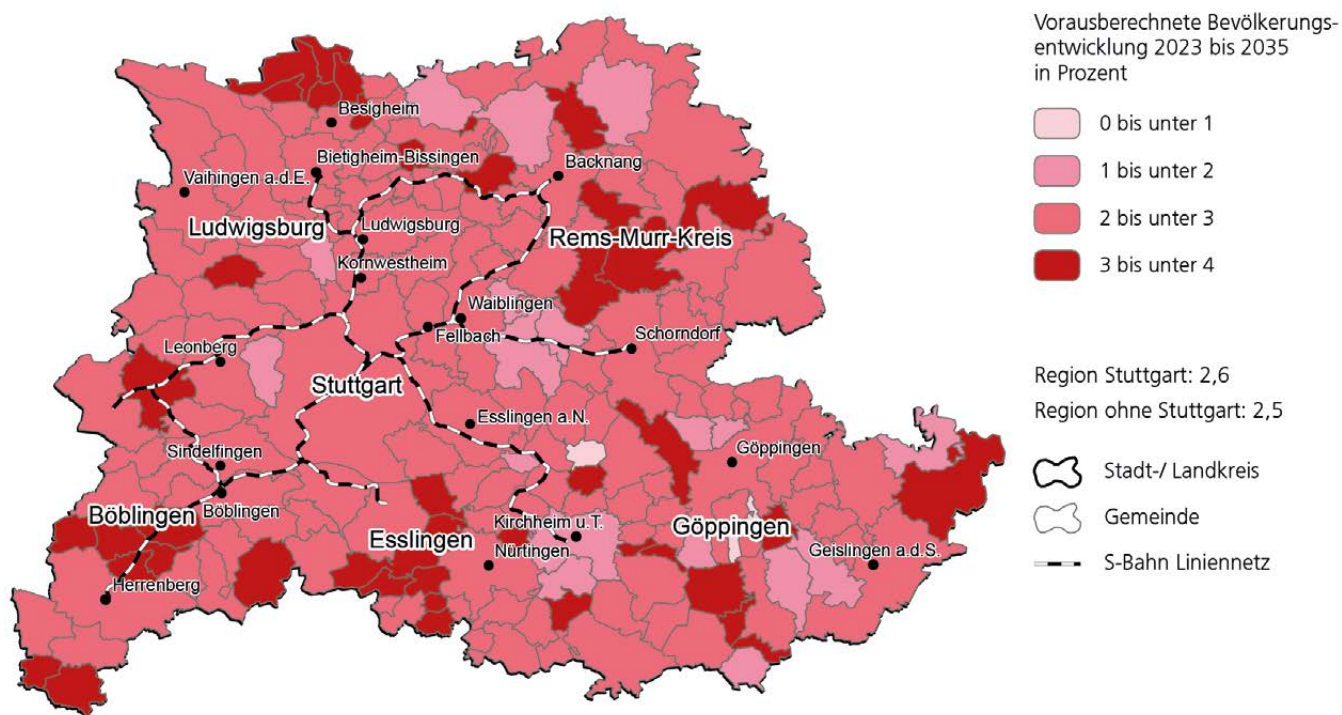 Besigheim
Bietigheim-Bissingen
Backnang
Vaihingen a.d.E.
Ludwigsburg
Ludwigsburg
Rems-Murr-Kreis
Kornwestheim
Waiblingen
Fellbach
Schorndorf
Leonberg
Stuttgart
Esslingen a.N.
Sindelfingen
Göppingen
Böblingen
Böblingen
Esslingen
Kirchheim u.T.
Göppingen
Nürtingen
Geislingen a.d.S.
Herrenberg
Vorausberechnete Bevölkerungs-
entwicklung 2023 bis 2035
in Prozent
0 bis unter 1
1 bis unter 2
2 bis unter 3
3 bis unter 4
Region Stuttgart: 2,6
Region ohne Stuttgart: 2,5
Stadt-/ Landkreis
Gemeinde
S-Bahn Liniennetz